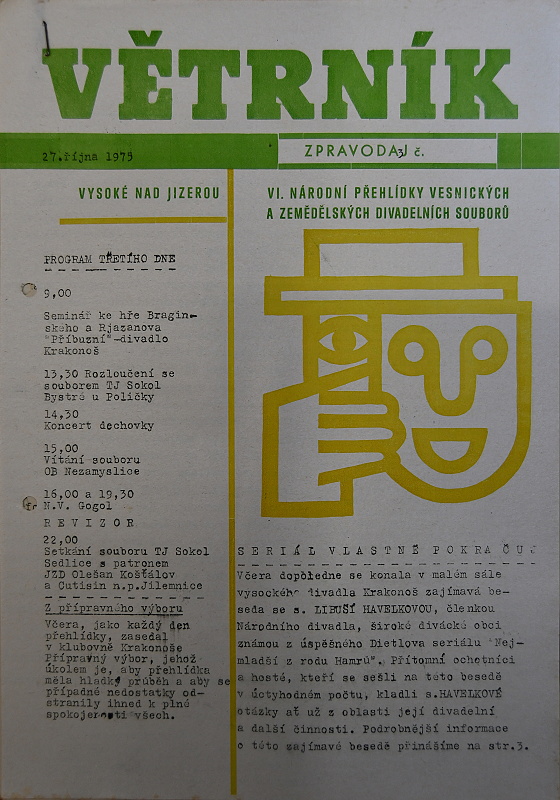 VĚTRNÍK
27.října 1975
ZPRAVODAJ č.
3
VYSOKÉ NAD JIZEROU
VI. NÁRODNÍ PŘEHLÍDKY VESNICKÝCH
A ZEMĚDĚLSKÝCH DIVADELNÍCH SOUBORŮ
PROGRAM TŘETÍHO DNE
9,00
Seminář ke hře Bragin-
ského a Rjazanova
"Příbuzní"-divadlo
Krakonoš
13,30 Rozloučení se
souborem TJ Sokol
Bystré u Poličky
14,30
Koncert dechovky
15,00
Vítání souboru
OB Nezamyslice
16,00 a 19,30
N.V. Gogol
REVIZOR
22,00
Setkání souboru TJ Sokol
Sedlice s patronem
JZD Olešan Košťálov
a Cutisin n.p.Jilemnice
Z přípravného výboru
Včera, jako každý den
přehlídky, zasedal
v klubovně Krakonoše
Přípravný výbor, jehož
úkolem je, aby přehlídka
měla hladký průběh a aby se
případné nedostatky od-
stranily ihned k plné
spokojenosti všech.
SERIÁL VLASTNĚ POKRAČUJE
Včera dopoledne se konala v malém sále
vysockého divadla Krakonoš zajímavá be-
seda se s. LIBUŠÍ HAVELKOVOU, členkou
Národního divadla, široké divácké obci
známou z úspěšného Dietlova seriálu "Nej-
mladší z rodu Hamrů". Přítomní ochotníci
a hosté, kteří se sešli na této besedě
v úctyhodném počtu, kladli s.HAVELKOVÉ
otázky ať už z oblasti její divadelní
a další činnosti. Podrobnější informace
o této zajímavé besedě přinášíme na str.3.